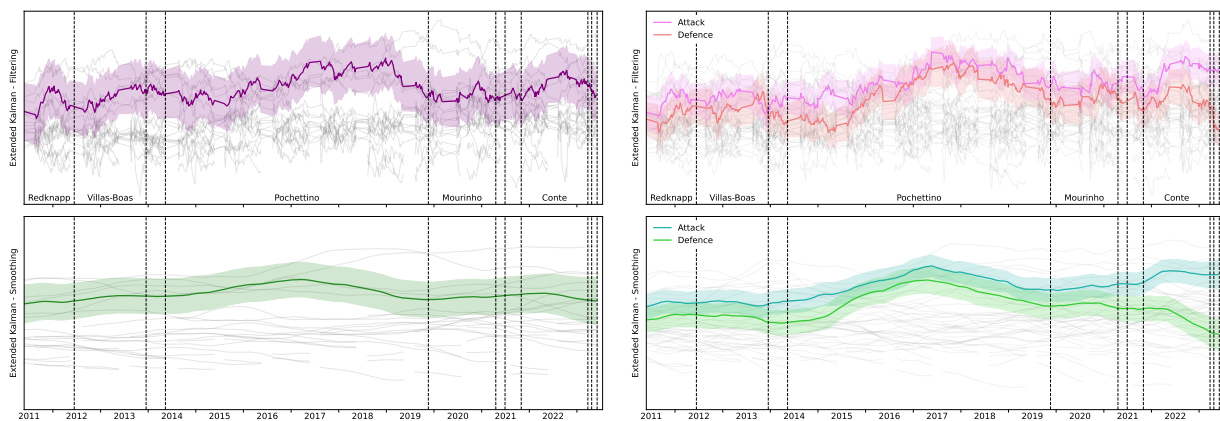 Extended Kalman - Filtering
Redknapp
Villas-Boas
Pochettino
Mourinho
Conte
Extended Kalman - Filtering
Attack
Defence
Redknapp
Villas-Boas
Pochettino
Mourinho
Conte
Extended Kalman - Smoothing
2011 2012 2013 2014 2015 2016 2017 2018 2019 2020 2021 2022
Extended Kalman - Smoothing
Attack
Defence
2011 2012 2013 2014 2015 2016 2017 2018 2019 2020 2021 2022